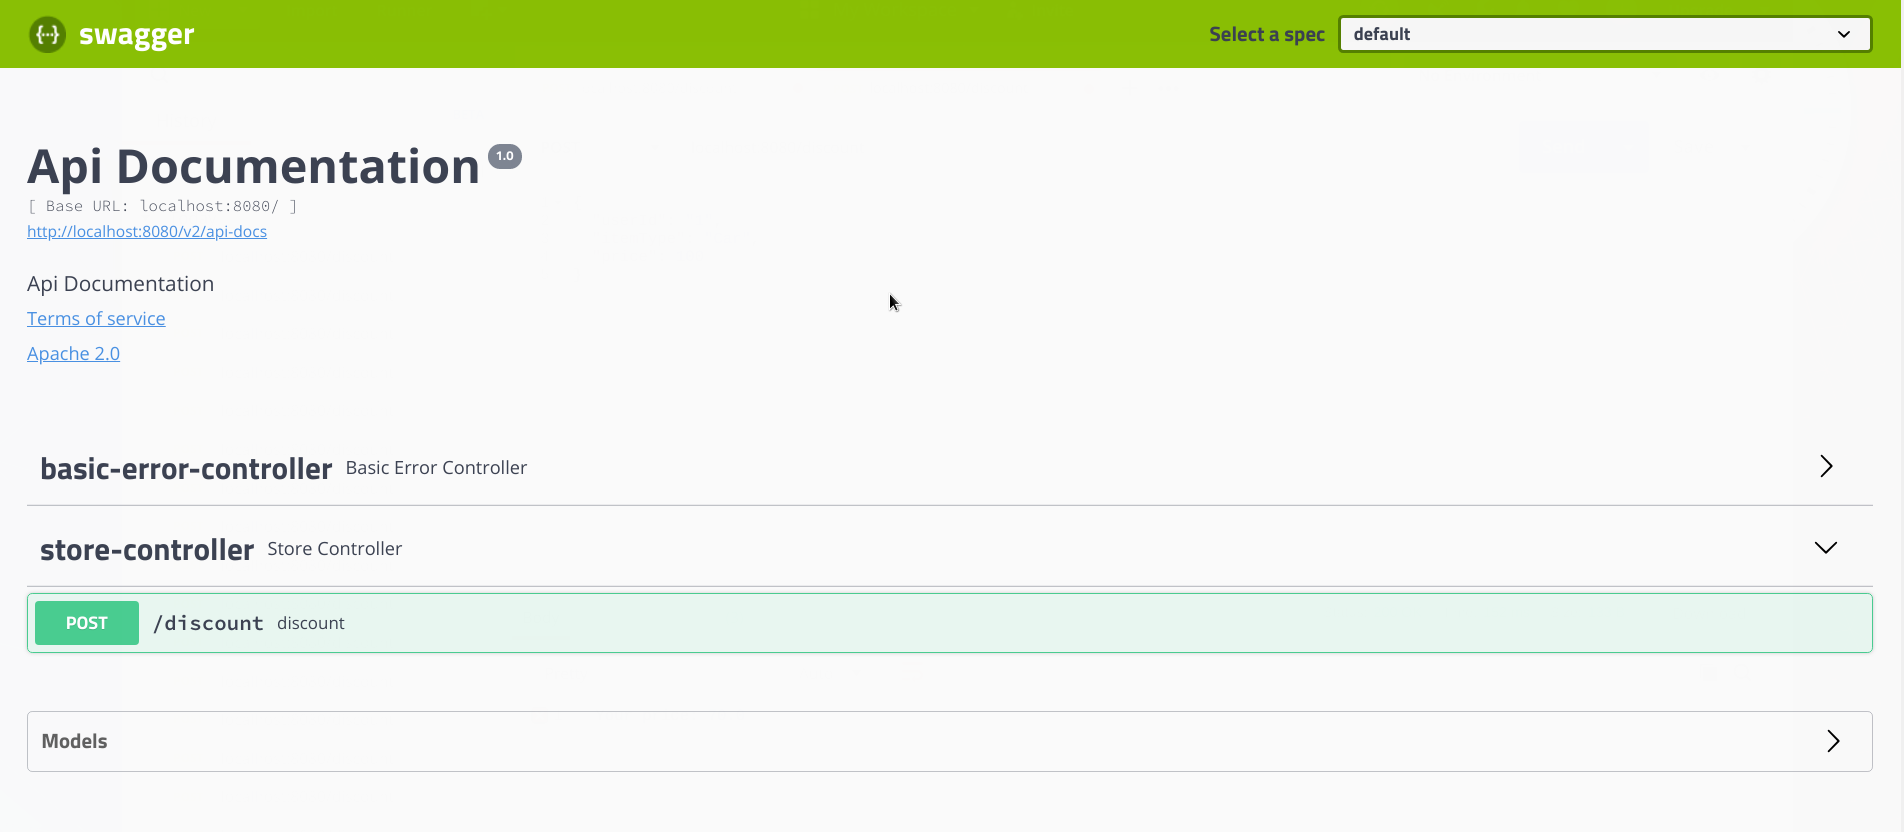 {...} swagger
Select a spec default
Api Documentation 1.0
[ Base URL: localhost:8080/ ]
http://localhost:8080/v2/api-docs
Api Documentation
Terms of service
Apache 2.0
basic-error-controller Basic Error Controller
store-controller Store Controller
POST /discount discount
Models